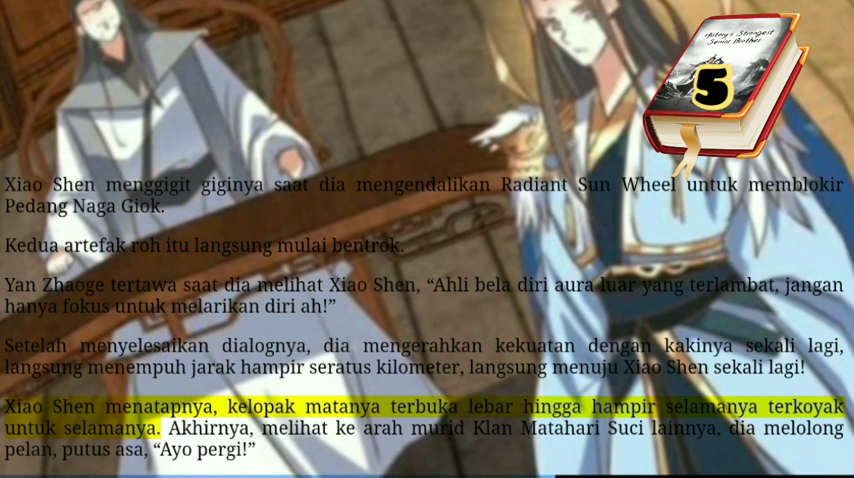 History's Strongest
Senior Brother
5
Xiao Shen menggigit giginya saat dia mengendalikan Radiant Sun Wheel untuk memblokir
Pedang Naga Giok.
Kedua artefak roh itu langsung mulai bentrok.
Yan Zhaoge tertawa saat dia melihat Xiao Shen, “Ahli bela diri aura luar yang terlambat, jangan
hanya fokus untuk melarikan diri ah!”
Setelah menyelesaikan dialognya, dia mengerahkan kekuatan dengan kakinya sekali lagi,
langsung menempuh jarak hampir seratus kilometer, langsung menuju Xiao Shen sekali lagi!
Xiao Shen menatapnya, kelopak matanya terbuka lebar hingga hampir selamanya terkoyak
untuk selamanya. Akhirnya, melihat ke arah murid Klan Matahari Suci lainnya, dia melolong
pelan, putus asa, “Ayo pergi!”